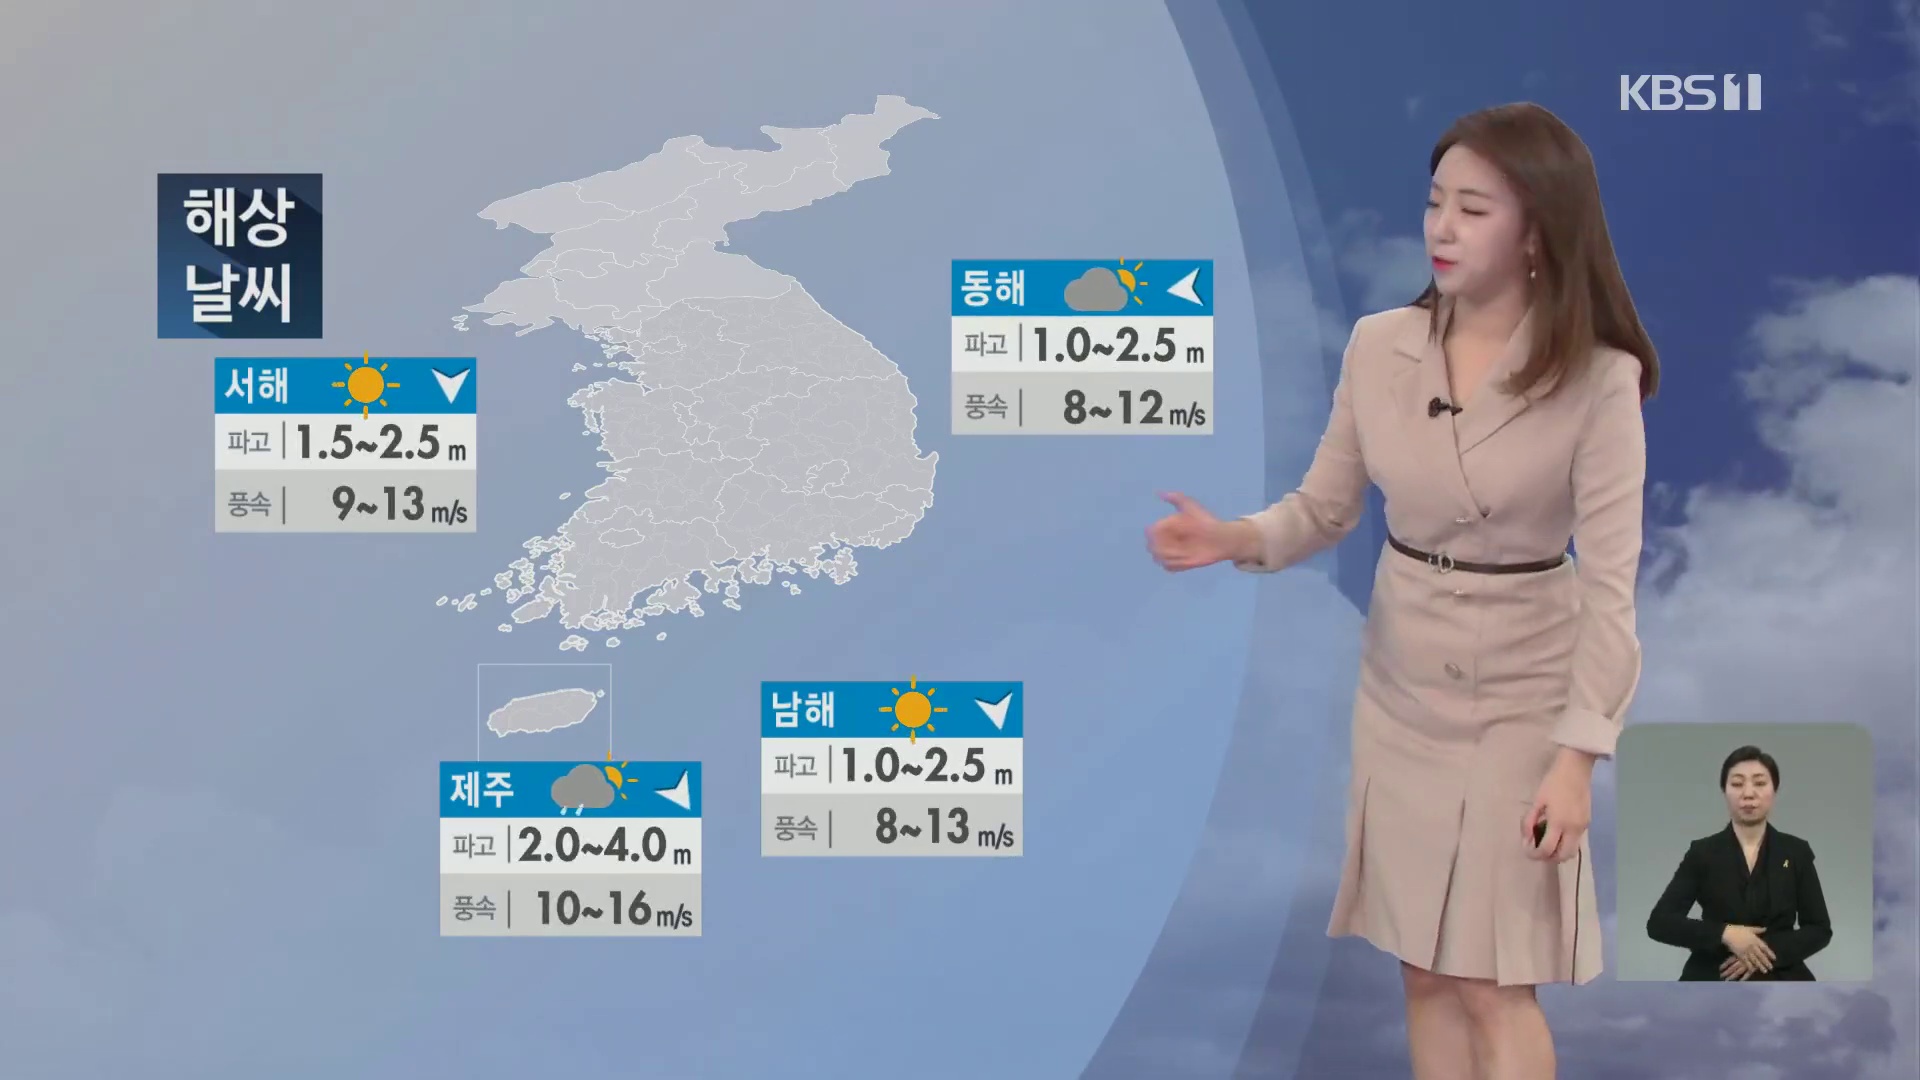 KBS 1
해상
날씨
동해
파고 1.0~2.5 m
풍속 8~12 m/s
서해
파고 1.5~2.5 m
풍속 9~13 m/s
남해
파고 1.0~2.5 m
풍속 8~13 m/s
제주
파고 2.0~4.0 m
풍속 10~16 m/s